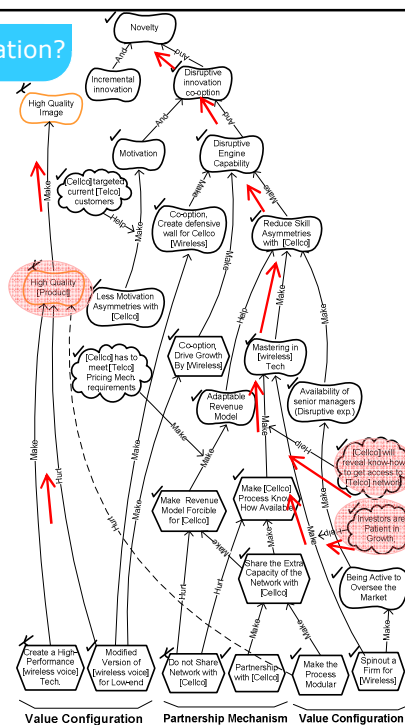 ation?
Novelty
And
And
Incremental
innovation
Disruptive
innovation
co-option
High Quality
Image
And
And
Motivation
Disruptive
Engine
Capability
[Cellco]targeted
current [Telco]
customers
Make
Help
Make
Make
Make
Co-option,
Create defensive
wall for Cellco
[Wireless]
Reduce Skill
Asymmetries
with [Cellco]
High Quality
[Product]
Less Motivation
Asymmetries with
[Cellco]
Make
Help
Make
Make
Co-option,
Drive Growth
By [Wireless]
Mastering in
[wireless]
Tech
[Cellco] has to
meet [Telco]
Pricing Mech.
requirements
Adaptable
Revenue
Model
Availability of
senior managers
(Disruptive exp.)
Make
Make
Make
Help
[Cellco] will
reveal know-how
to get access to
[Telco] network
Make
Hurt
Make
Make Revenue
Model Forcible
for [Cellco]
Make [Cellco]
Process Know
How Available
Investors are
Patient in
Growth
Hurt
Make
Make
Make
Help
Share the Extra
Capacity of the
Network with
[Cellco]
Being Active to
Oversee the
Market
Hurt
Hurt
Make
Make
Make
Create a High-
Performance
[wireless voice]
Tech.
Modified
Version of
[wireless voice]
for Low-end
Do not Share
Network with
[Cellco]
Partnership
with [Cellco]
Make the
Process
Modular
Spinout a
Firm for
[Wireless]
Value Configuration
Partnership Mechanism
Value Configuration